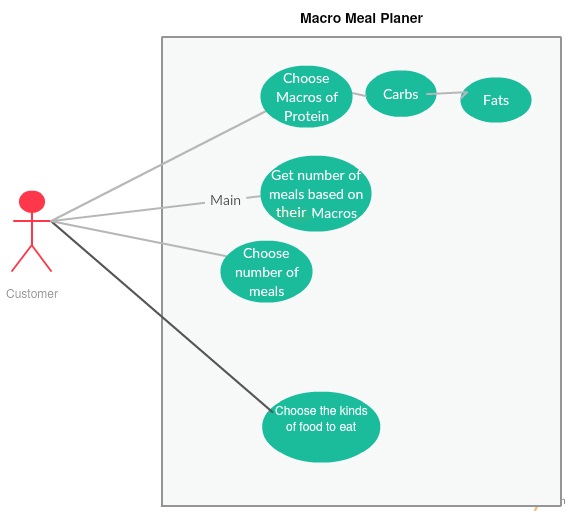 Macro Meal Planer
Choose
Macros of
Protein
Carbs
Fats
Get number of
meals based on
their Macros
Main
Choose
number of
meals
Customer
Choose the kinds
of food to eat